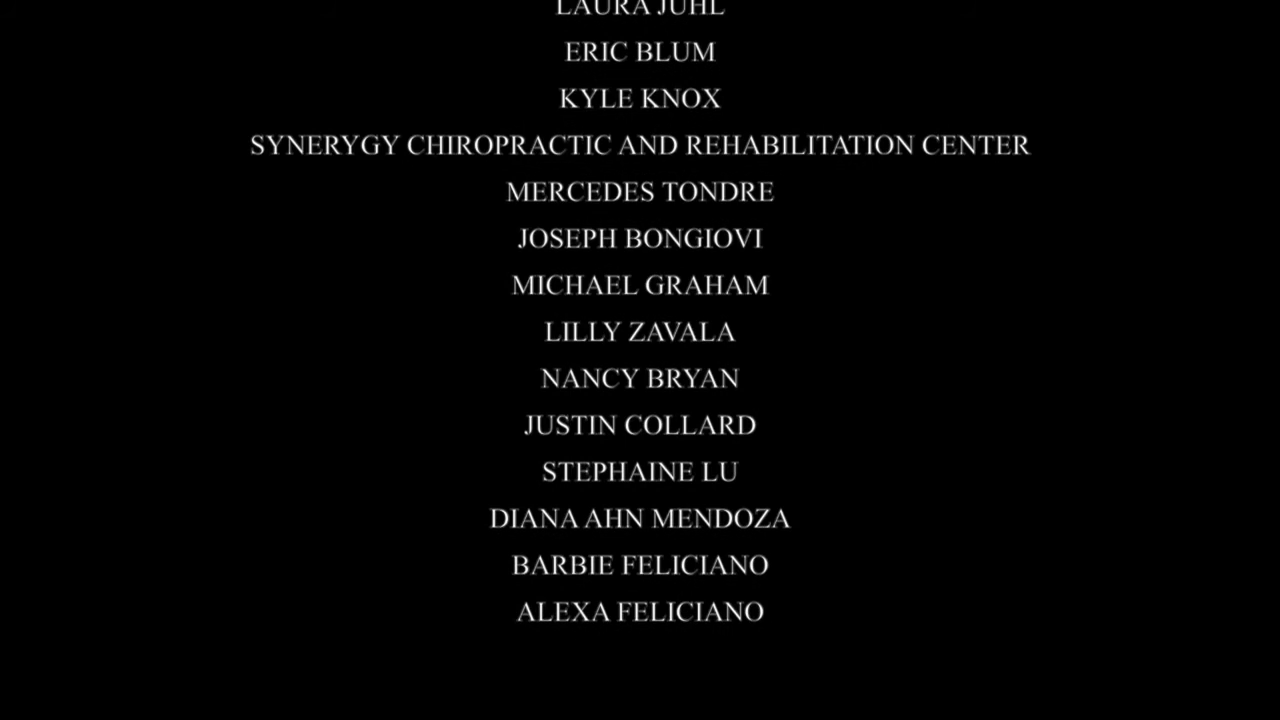 LAURA JUHL
ERIC BLUM
KYLE KNOX
SYNERYGY CHIROPRACTIC AND REHABILITATION CENTER
MERCEDES TONDRE
JOSEPH BONGIOVI
MICHAEL GRAHAM
LILLY ZAVALA
NANCY BRYAN
JUSTIN COLLARD
STEPHAINE LU
DIANA AHN MENDOZA
BARBIE FELICIANO
ALEXA FELICIANO